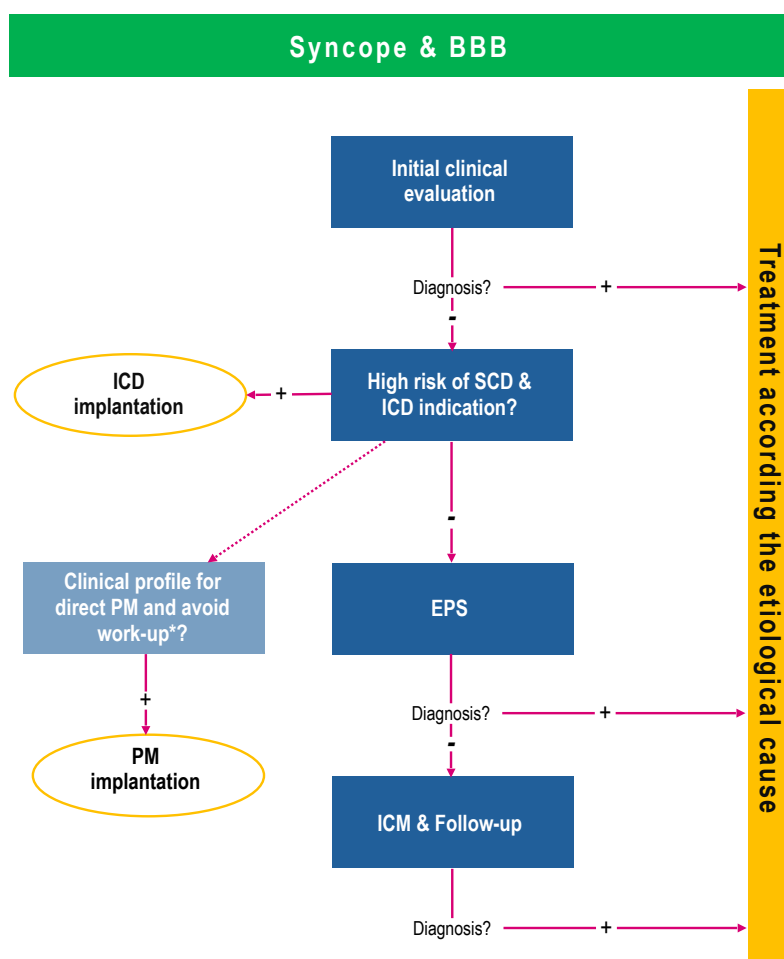 Syncope & BBB
Initial clinical
evaluation
Diagnosis?
+
-
High risk of SCD &
ICD indication?
+
ICD
implantation
-
Clinical profile for
direct PM and avoid
work-up*?
+
PM
implantation
EPS
Diagnosis?
+
-
ICM & Follow-up
Diagnosis?
+
Treatment according the etiological cause